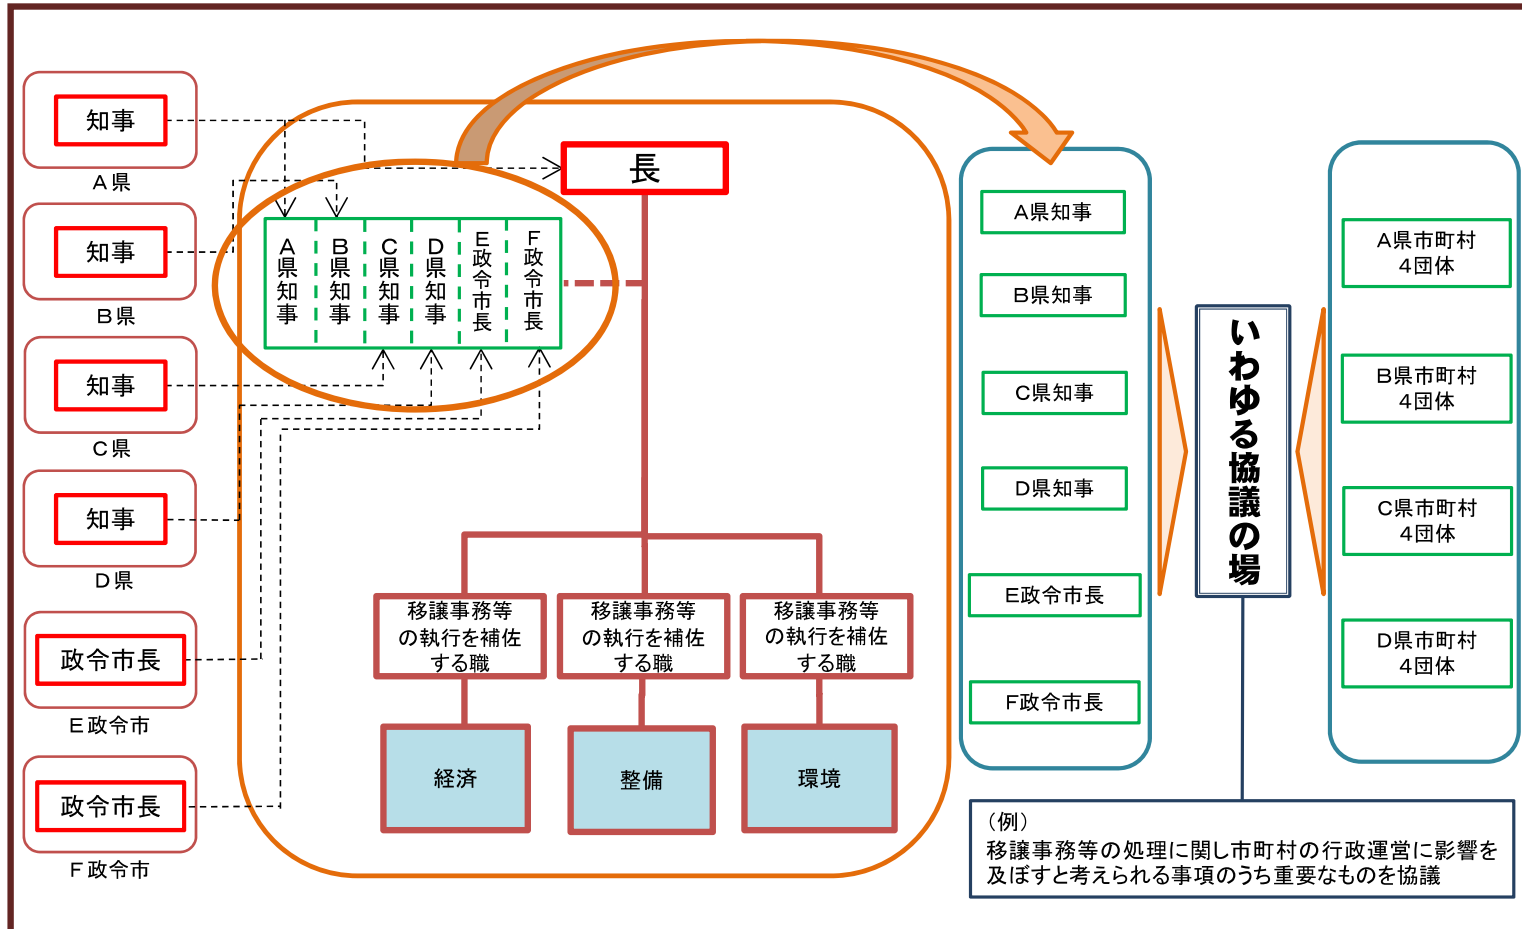 知事
A県
知事
B県
知事
C県
知事
D県
政令市長
E政令市
政令市長
F政令市
長
A県知事
B県知事
C県知事
D県知事
E政令市長
F政令市長
移譲事務等
の執行を補佐
する職
移譲事務等
の執行を補佐
する職
移譲事務等
の執行を補佐
する職
経済
整備
環境
A県知事
B県知事
C県知事
D県知事
E政令市長
F政令市長
いわゆる協議の場
A県市町村
4団体
B県市町村
4団体
C県市町村
4団体
D県市町村
4団体
（例）
移譲事務等の処理に関し市町村の行政運営に影響を
及ぼすと考えられる事項のうち重要なものを協議